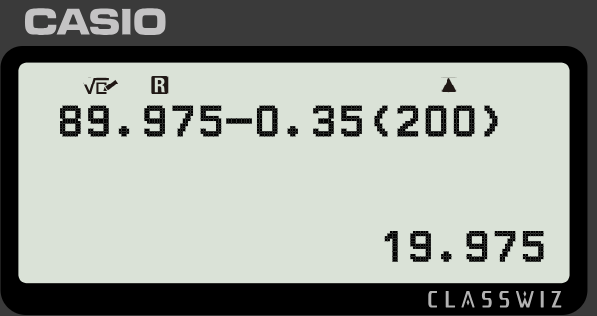 CASIO
√□ R ▲
89.975−0.35(200)
19.975
CLASSWIZ